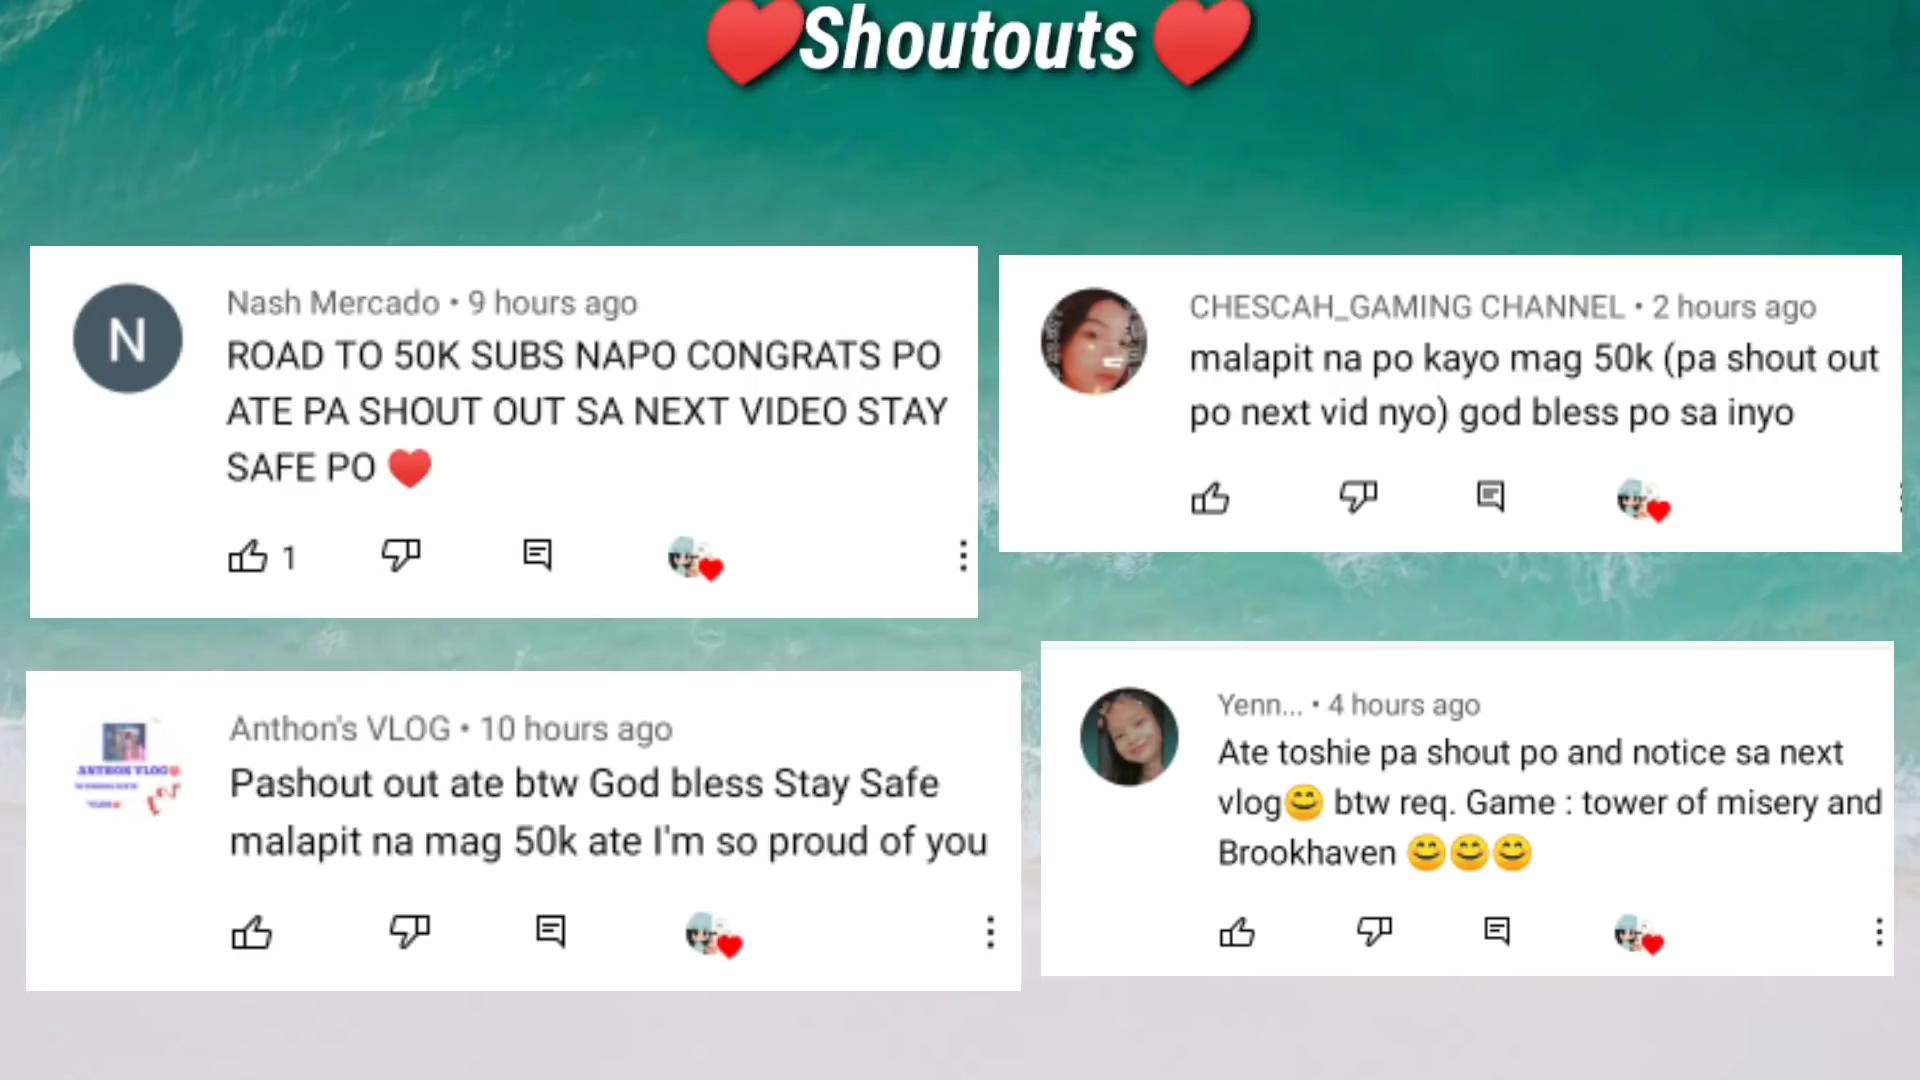 Shoutouts
Nash Mercado • 9 hours ago
ROAD TO 50K SUBS NAPO CONGRATS PO
ATE PA SHOUT OUT SA NEXT VIDEO STAY
SAFE PO ❤️
1
N
CHESCAH_GAMING CHANNEL • 2 hours ago
malapit na po kayo mag 50k (pa shout out
po next vid nyo) god bless po sa inyo
Anthon's VLOG • 10 hours ago
Pashout out ate btw God bless Stay Safe
malapit na mag 50k ate I'm so proud of you
ANTHON VLOG
Yenn... • 4 hours ago
Ate toshie pa shout po and notice sa next
vlog😊 btw req. Game : tower of misery and
Brookhaven 😊😊😊